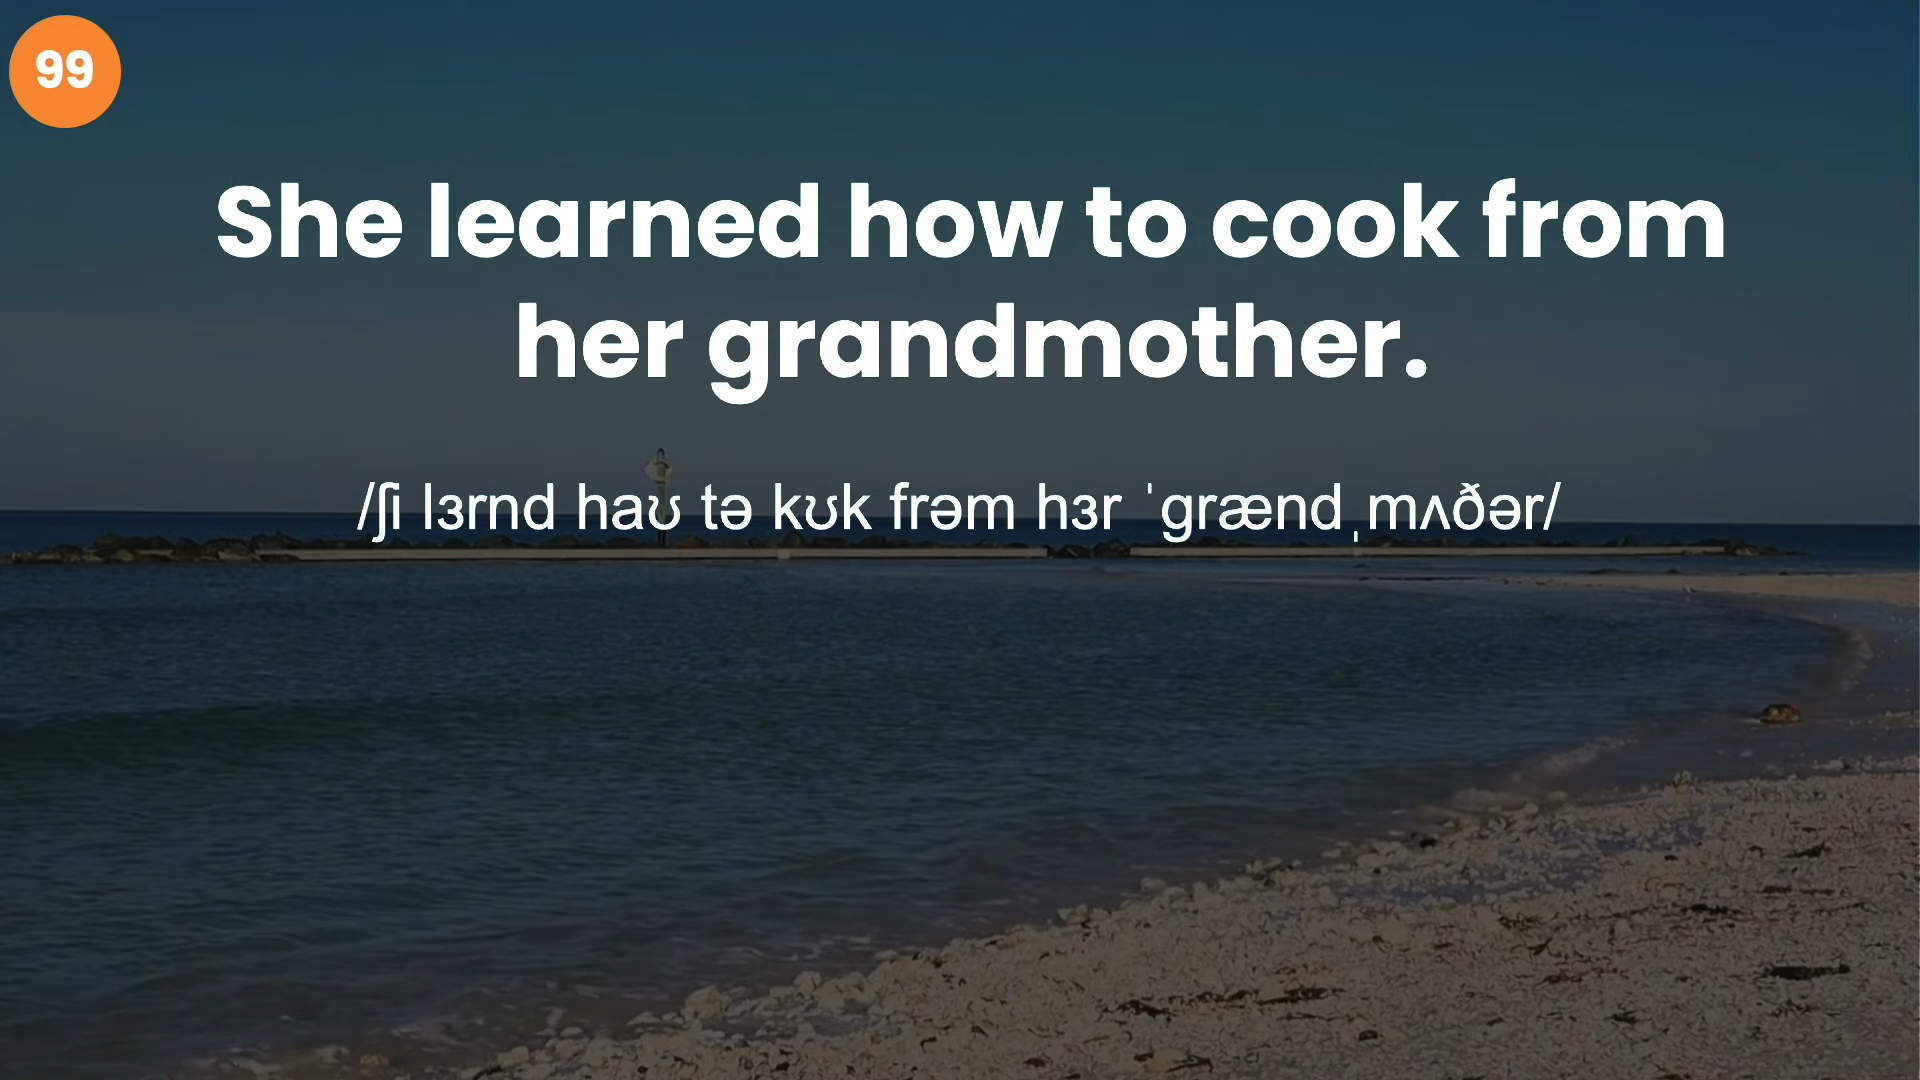 99
She learned how to cook from
her grandmother.
/ʃi lɜrnd haʊ tə kʊk frəm hɜr ˈɡrændˌmʌðər/